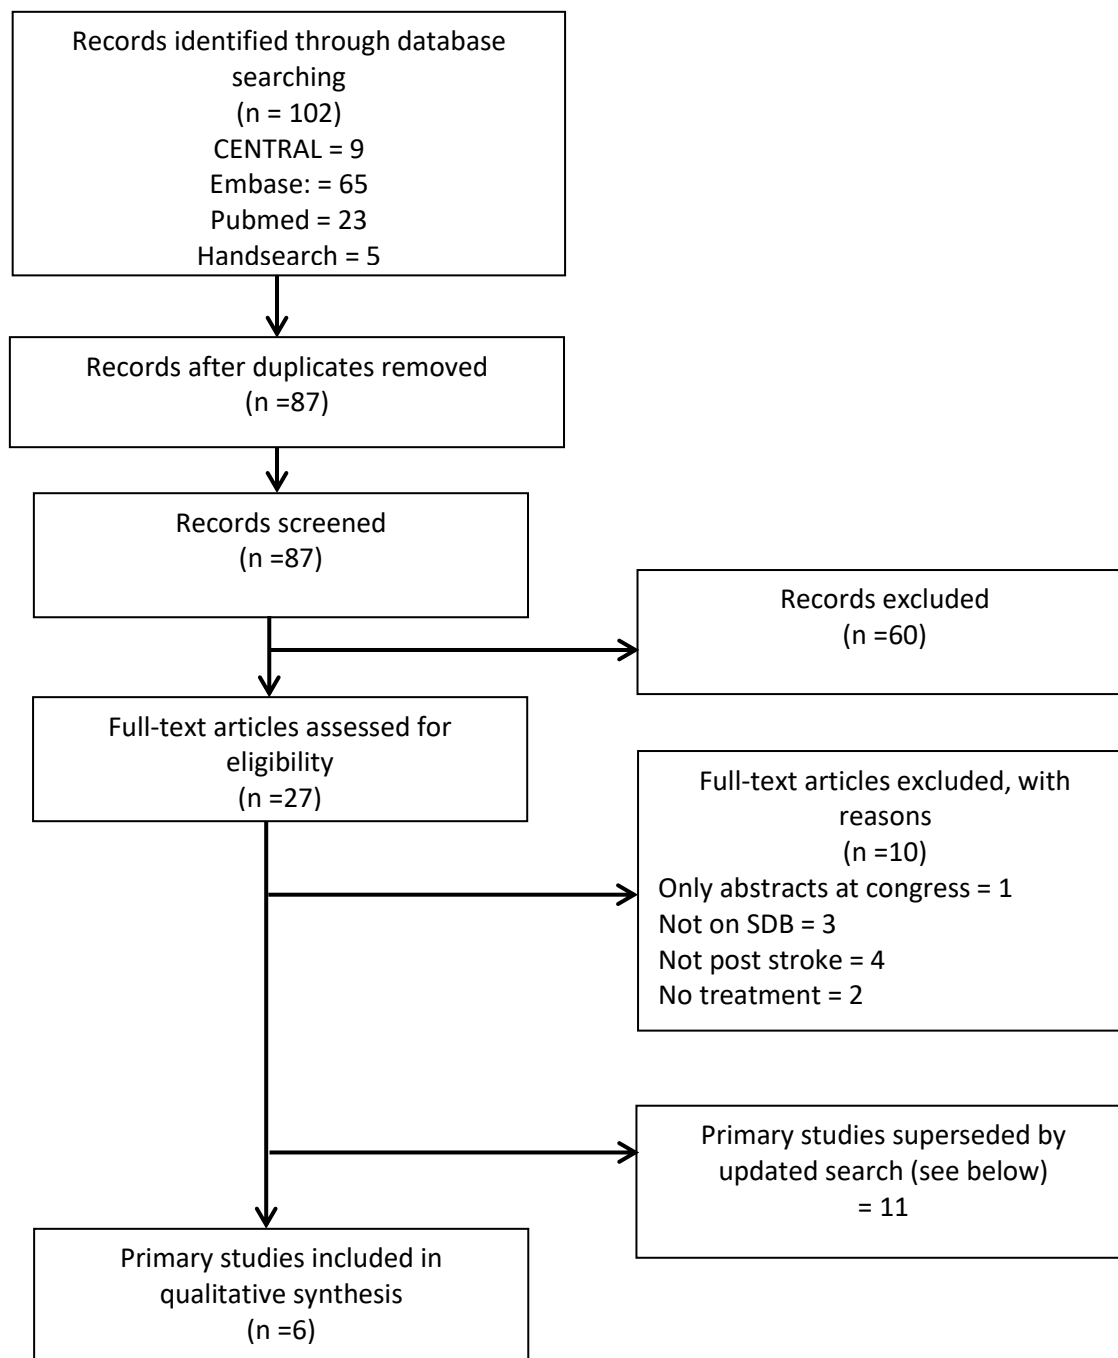 Records identified through database
searching
(n = 102)
CENTRAL = 9
Embase: = 65
Pubmed = 23
Handsearch = 5
Records after duplicates removed
(n =87)
Records screened
(n =87)
Records excluded
(n =60)
Full-text articles assessed for
eligibility
(n =27)
Full-text articles excluded, with
reasons
(n =10)
Only abstracts at congress = 1
Not on SDB = 3
Not post stroke = 4
No treatment = 2
Primary studies superseded by
updated search (see below)
= 11
Primary studies included in
qualitative synthesis
(n =6)